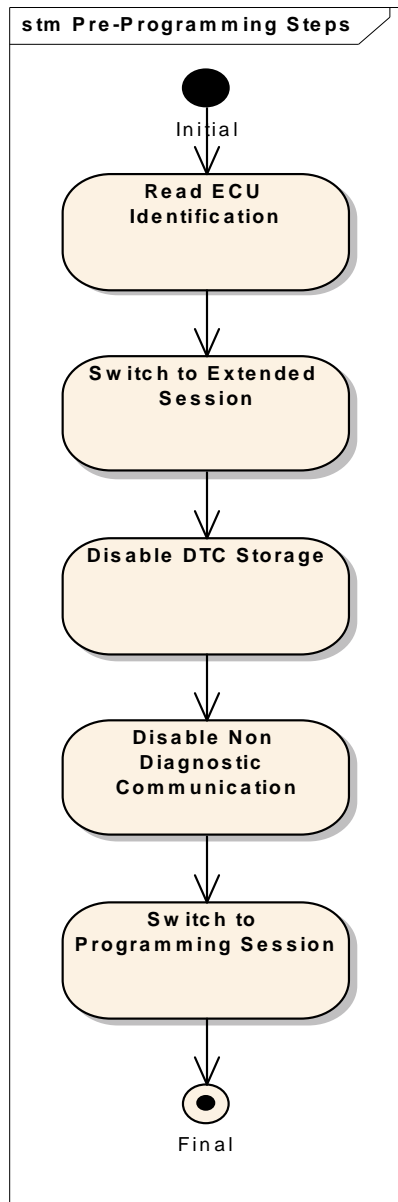 stm Pre-Programming Steps
Initial
Read ECU
Identification
Switch to Extended
Session
Disable DTC Storage
Disable Non
Diagnostic
Communication
Switch to
Programming Session
Final